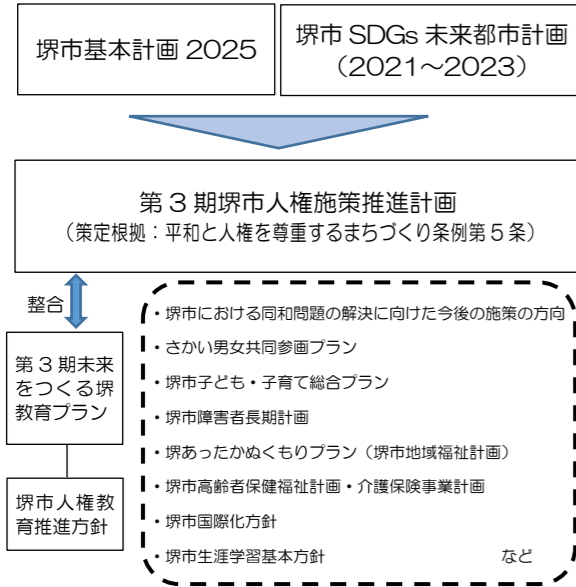 堺市基本計画 2025
堺市 SDGs 未来都市計画
（2021～2023）
第３期堺市人権施策推進計画
（策定根拠：平和と人権を尊重するまちづくり条例第５条）
整合
第３期未来
をつくる堺
教育プラン
堺市人権教
育推進方針
・堺市における同和問題の解決に向けた今後の施策の方向
・さかい男女共同参画プラン
・堺市子ども・子育て総合プラン
・堺市障害者長期計画
・堺あったかぬくもりプラン（堺市地域福祉計画）
・堺市高齢者保健福祉計画・介護保険事業計画
・堺市国際化方針
・堺市生涯学習基本方針 など